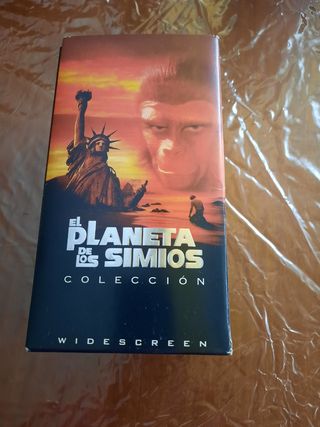 EL
PLANETA
DE LOS SIMIOS
COLECCIÓN
WIDESCREEN